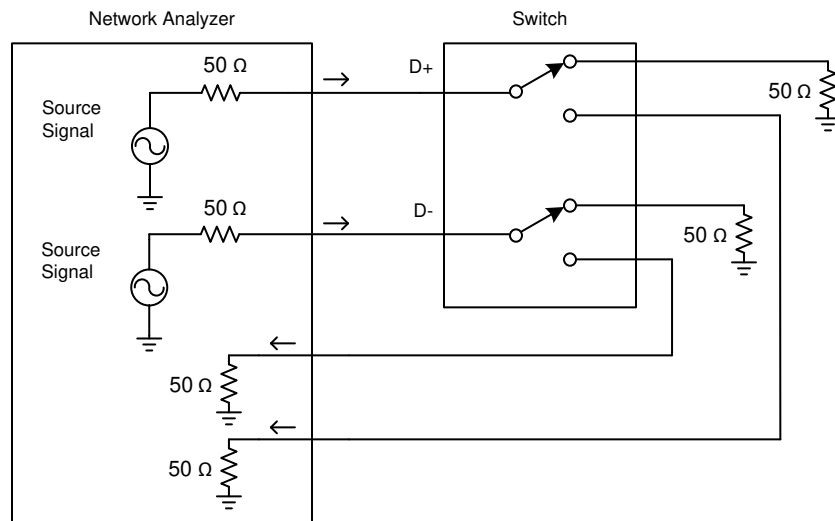 Network Analyzer
Switch
50 Ω
D+
50 Ω
Source
Signal
50 Ω
D-
50 Ω
Source
Signal
50 Ω
50 Ω